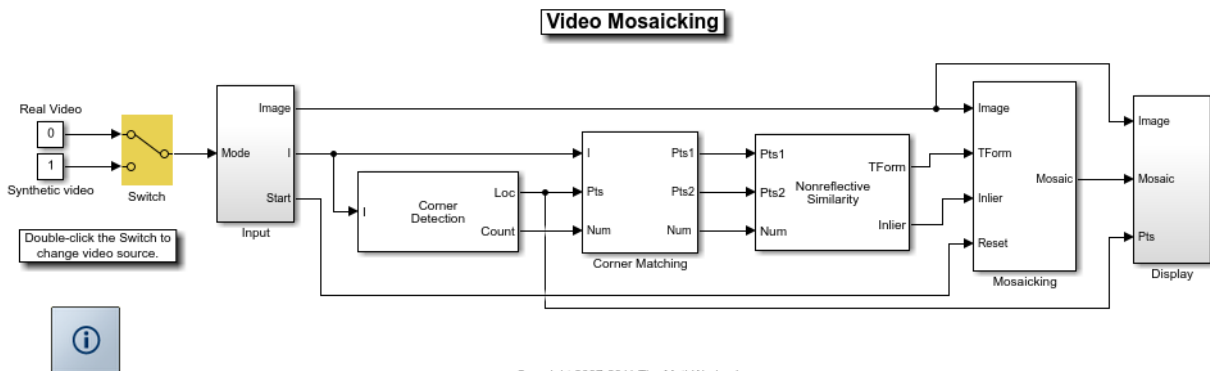 Video Mosaicking
Real Video
0
1
Synthetic video
Switch
Double-click the Switch to
change video source.
Mode
Image
I
Start
Input
I
Corner
Detection
Loc
Count
I
Pts
Num
Pts1
Pts2
Num
Corner Matching
Pts1
Pts2
Num
Nonreflective
Similarity
TForm
Inlier
Image
TForm
Inlier
Reset
Mosaic
Mosaicking
Image
Mosaic
Pts
Display